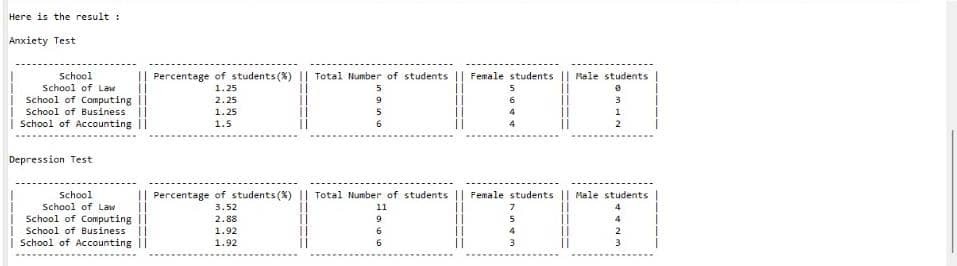 Here is the result :
Anxiety Test
School || Percentage of students(%) || Total Number of students || Female students || Male students |
| School of Law || 1.25 || 5 || 5 || 0 |
| School of Computing || 2.25 || 9 || 6 || 3 |
| School of Business || 1.25 || 5 || 4 || 1 |
| School of Accounting || 1.5 || 6 || 4 || 2 |
Depression Test
| School || Percentage of students(%) || Total Number of students || Female students || Male students |
| School of Law || 3.52 || 11 || 7 || 4 |
| School of Computing || 2.88 || 9 || 5 || 4 |
| School of Business || 1.92 || 6 || 4 || 2 |
| School of Accounting || 1.92 || 6 || 3 || 3 |